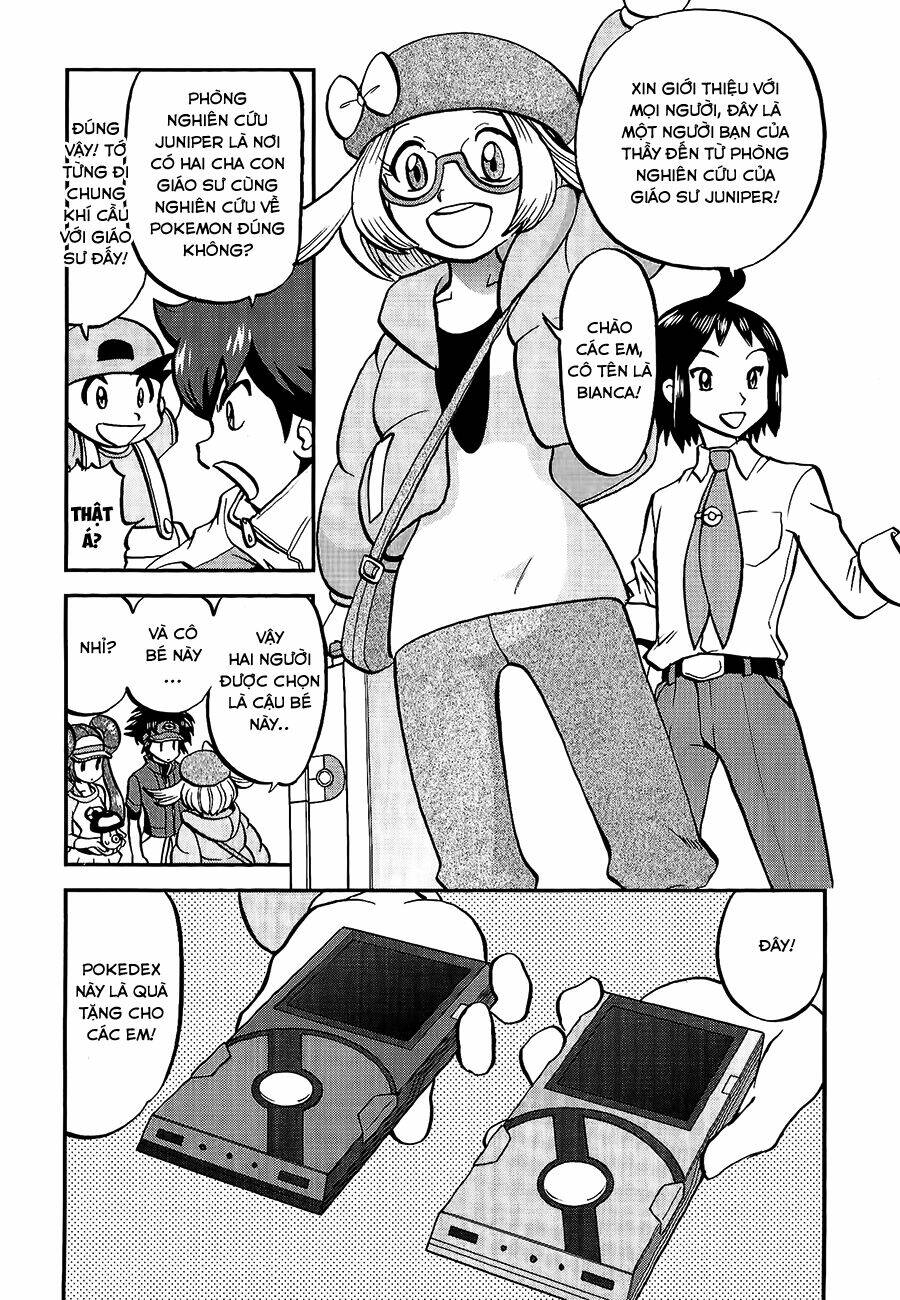 XIN GIỚI THIỆU VỚI
MỌI NGƯỜI, ĐÂY LÀ
MỘT NGƯỜI BẠN CỦA
THẦY ĐẾN TỪ PHÒNG
NGHIÊN CỨU CỦA
GIÁO SƯ JUNIPER!
CHÀO
CÁC EM,
CÔ TÊN LÀ
BIANCA!
PHÒNG
NGHIÊN CỨU
JUNIPER LÀ NƠI
CÓ HAI CHA CON
GIÁO SƯ CÙNG
NGHIÊN CỨU VỀ
POKEMON ĐÚNG
KHÔNG?
ĐÚNG
VẬY! TỚ
TỪNG ĐI
CHUNG
KHÍ CẦU
VỚI GIÁO
SƯ ĐẤY!
THẬT
Á?
VẬY
HAI NGƯỜI
ĐƯỢC CHỌN
LÀ CẬU BÉ
NÀY..
VÀ CÔ
BÉ NÀY
...
NHỈ?
ĐÂY!
POKEDEX
NÀY LÀ QUÀ
TẶNG CHO
CÁC EM!